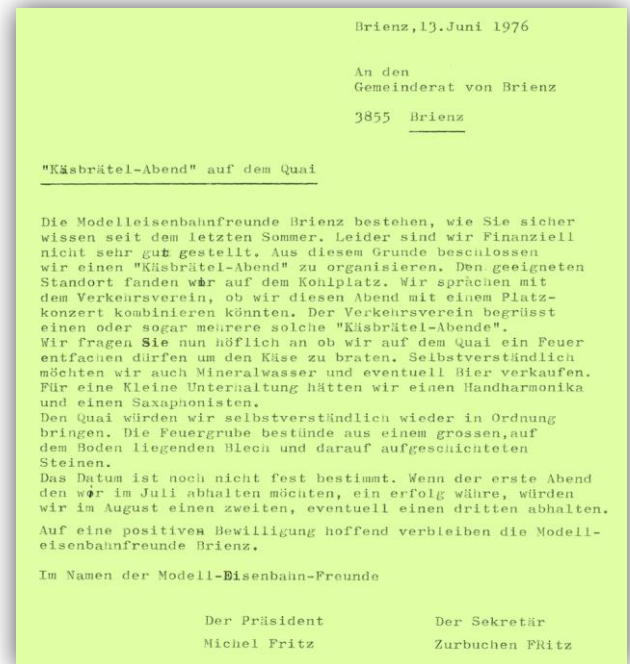 Brienz,13.Juni 1976
An den
Gemeinderat von Brienz
3855 Brienz
"Käsbrätel-Abend" auf dem Quai
Die Modelleisenbahnfreunde Brienz bestehen, wie Sie sicher
wissen seit dem letzten Sommer. Leider sind wir Finanziell
nicht sehr gut gestellt. Aus diesem Grunde beschlossen
wir einen "Käsbrätel-Abend" zu organisieren. Den geeigneten
Standort fanden wir auf dem Kohlplatz. Wir sprachen mit
dem Verkehrsverein, ob wir diesen Abend mit einem Platz-
konzert kombinieren könnten. Der Verkehrsverein begrüsst
einen oder sogar mehrere solche "Käsbrätel-Abende".
Wir fragen Sie nun höflich an ob wir auf dem Quai ein Feuer
entfachen dürfen um den Käse zu braten. Selbstverständlich
möchten wir auch Mineralwasser und eventuell Bier verkaufen.
Für eine Kleine Unterhaltung hätten wir einen Handharmonika
und einen Saxaphonisten.
Den Quai würden wir selbstverständlich wieder in Ordnung
bringen. Die Feuergrube bestünde aus einem grossen,auf
dem Boden liegenden Blech und darauf aufgeschichteten
Steinen.
Das Datum ist noch nicht fest bestimmt. Wenn der erste Abend
den wir im Juli abhalten möchten, ein erfolg währe, würden
wir im August einen zweiten, eventuell einen dritten abhalten.
Auf eine positiven Bewilligung hoffend verbleiben die Modell-
eisenbahnfreunde Brienz.
Im Namen der Modell-Eisenbahn-Freunde
Der Präsident Der Sekretär
Michel Fritz Zurbuchen FRitz